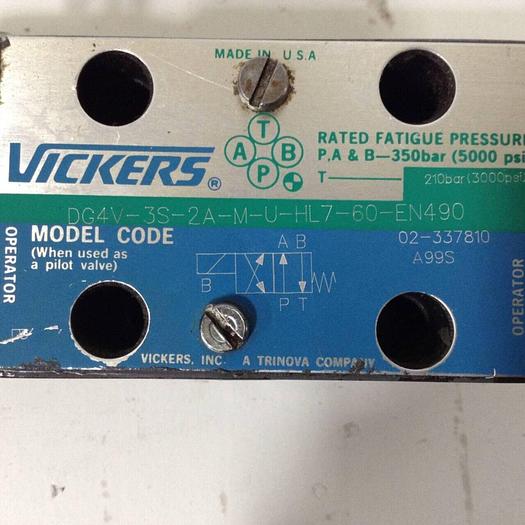 MADE IN U.S.A
VICKERS®
T
A B
P
RATED FATIGUE PRESSURE
P,A & B—350bar (5000 psi
T— 210bar (3000psi
DG4V-3S-2A-M-U-HL7-60-EN490
OPERATOR
MODEL CODE
(When used as
a pilot valve)
02-337810
A99S
A B
B
P T
OPERATOR
VICKERS, INC. A TRINOVA COMPANY